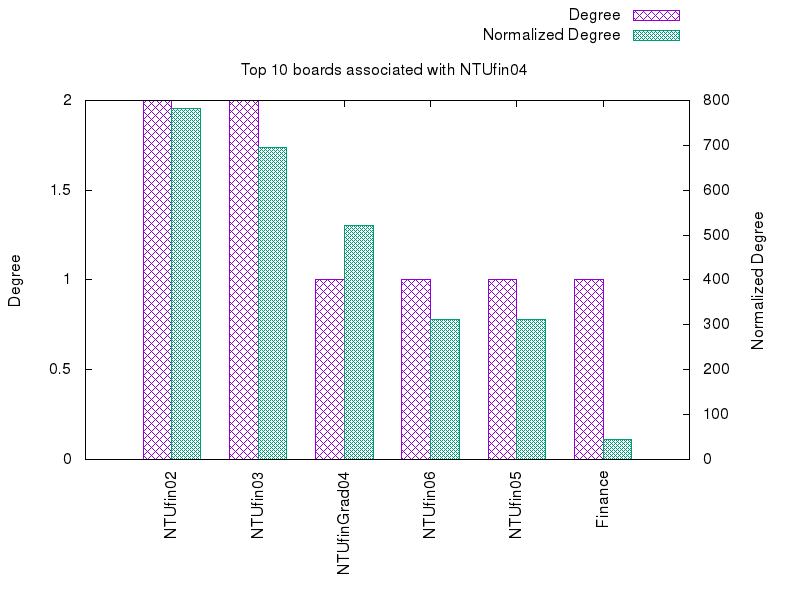 Degree
Normalized Degree
Top 10 boards associated with NTUfin04
2
1.5
1
0.5
0
Degree
800
700
600
500
400
300
200
100
0
Normalized Degree
NTUfin02
NTUfin03
NTUfinGrad04
NTUfin06
NTUfin05
Finance